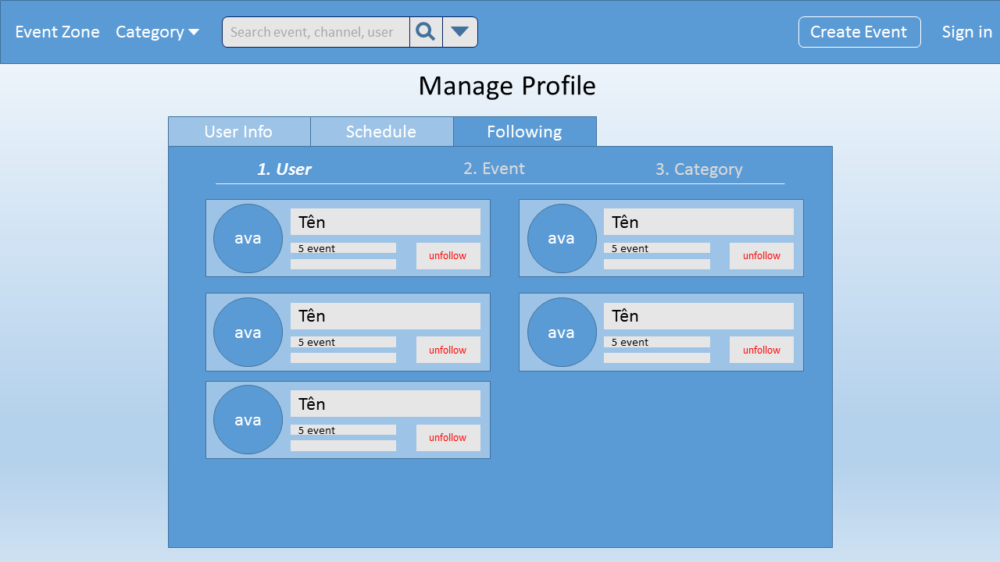 Event Zone Category Search event, channel, user Create Event Sign in
Manage Profile
User Info Schedule Following
1. User 2. Event 3. Category
ava Tên 5 event unfollow
ava Tên 5 event unfollow
ava Tên 5 event unfollow
ava Tên 5 event unfollow
ava Tên 5 event unfollow